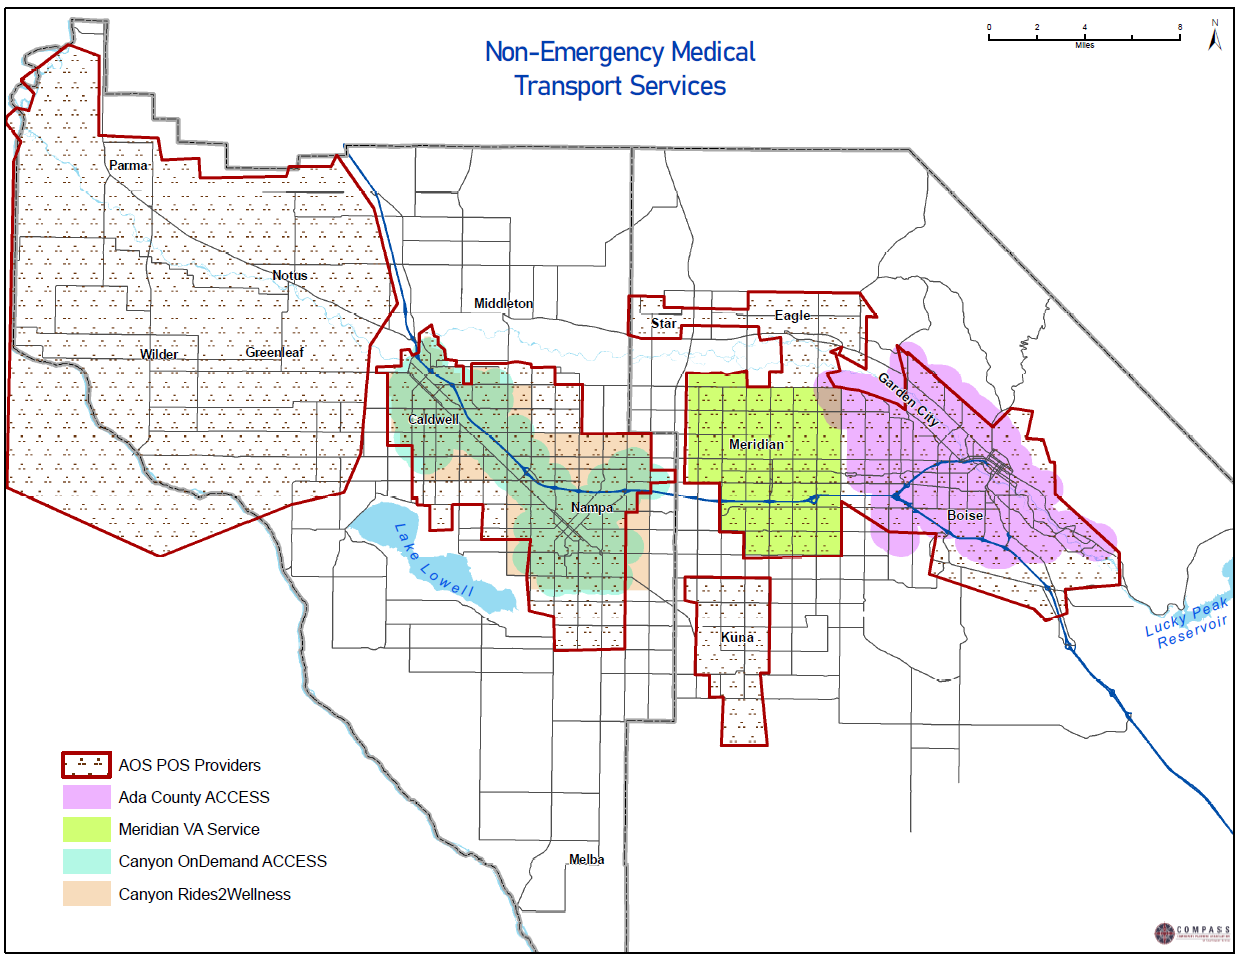 Non-Emergency Medical
Transport Services
0 2 4 8
Miles
N
Parma
Notus
Middleton
Star
Eagle
Wilder
Greenleaf
Caldwell
Garden City
Meridian
Nampa
Boise
Lake Lowell
Lucky Peak
Reservoir
Kuna
Melba
AOS POS Providers
Ada County ACCESS
Meridian VA Service
Canyon OnDemand ACCESS
Canyon Rides2Wellness
COMPASS